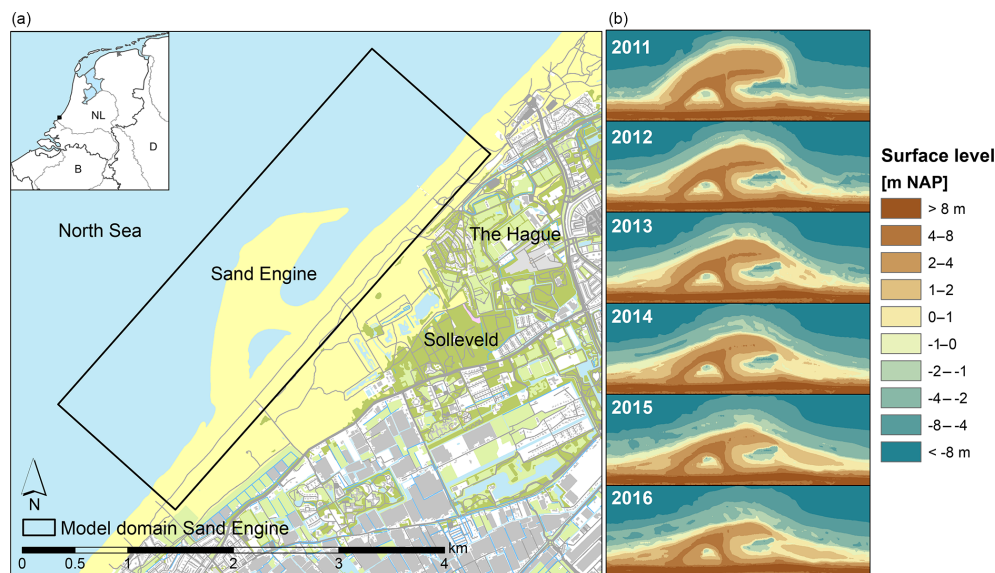 (a)
NL
D
B
North Sea
Sand Engine
The Hague
Solleveld
N
Model domain Sand Engine
km
0 0.5 1 2 3 4
(b)
2011
2012
2013
2014
2015
2016
Surface level
[m NAP]
> 8 m
4–8
2–4
1–2
0–1
-1–0
-2– -1
-4– -2
-8– -4
< -8 m